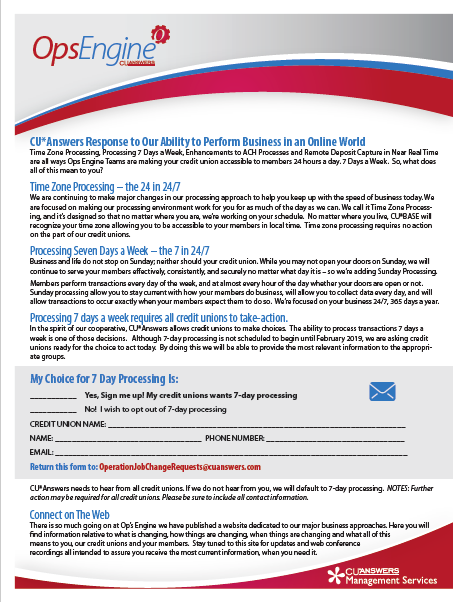 OpsEngine
CU*ANSWERS
CU*Answers Response to Our Ability to Perform Business in an Online World
Time Zone Processing, Processing 7 Days a Week, Enhancements to ACH Processes and Remote Deposit Capture in Near Real Time
are all ways Ops Engine Teams are making your credit union accessible to members 24 hours a day. 7 Days a Week.  So, what does
all of this mean to you?
Time Zone Processing – the 24 in 24/7
We are continuing to make major changes in our processing approach to help you keep up with the speed of business today. We
are focused on making our processing environment work for you for as much of the day as we can. We call it Time Zone Process-
ing, and it's designed so that no matter where you are, we're working on your schedule.  No matter where you live, CU*BASE will
recognize your time zone allowing you to be accessible to your members in local time.  Time zone processing requires no action
on the part of our credit unions.
Processing Seven Days a Week – the 7 in 24/7
Business and life do not stop on Sunday; neither should your credit union. While you may not open your doors on Sunday, we will
continue to serve your members effectively, consistently, and securely no matter what day it is – so we're adding Sunday Processing.
Members perform transactions every day of the week, and at almost every hour of the day whether your doors are open or not.
Sunday processing allow you to stay current with how your members do business, will allow you to collect data every day, and will
allow transactions to occur exactly when your members expect them to do so.  We're focused on your business 24/7, 365 days a year.
Processing 7 days a week requires all credit unions to take-action.
In the spirit of our cooperative, CU*Answers allows credit unions to make choices.  The ability to process transactions 7 days a
week is one of those decisions.   Although 7-day processing is not scheduled to begin until February 2019, we are asking credit
unions ready for the choice to act today.  By doing this we will be able to provide the most relevant information to the appropri-
ate groups.
My Choice for 7 Day Processing Is:
___________ Yes, Sign me up! My credit unions wants 7-day processing
___________ No!  I wish to opt out of 7-day processing
CREDIT UNION NAME: ______________________________
NAME: ______________________________ PHONE NUMBER: ______________________________
EMAIL: ______________________________
Return this form to: OperationJobChangeRequests@cuanswers.com
CU*Answers needs to hear from all credit unions. If we do not hear from you, we will default to 7-day processing.  NOTES: Further
action may be required for all credit unions. Please be sure to include all contact information.
Connect on The Web
There is so much going on at Op's Engine we have published a website dedicated to our major business approaches. Here you will
find information relative to what is changing, how things are changing, when things are changing and what all of this
means to you, our credit unions and your members.   Stay tuned to this site for updates and web conference
recordings all intended to assure you receive the most current information, when you need it.
CU*ANSWERS
Management Services